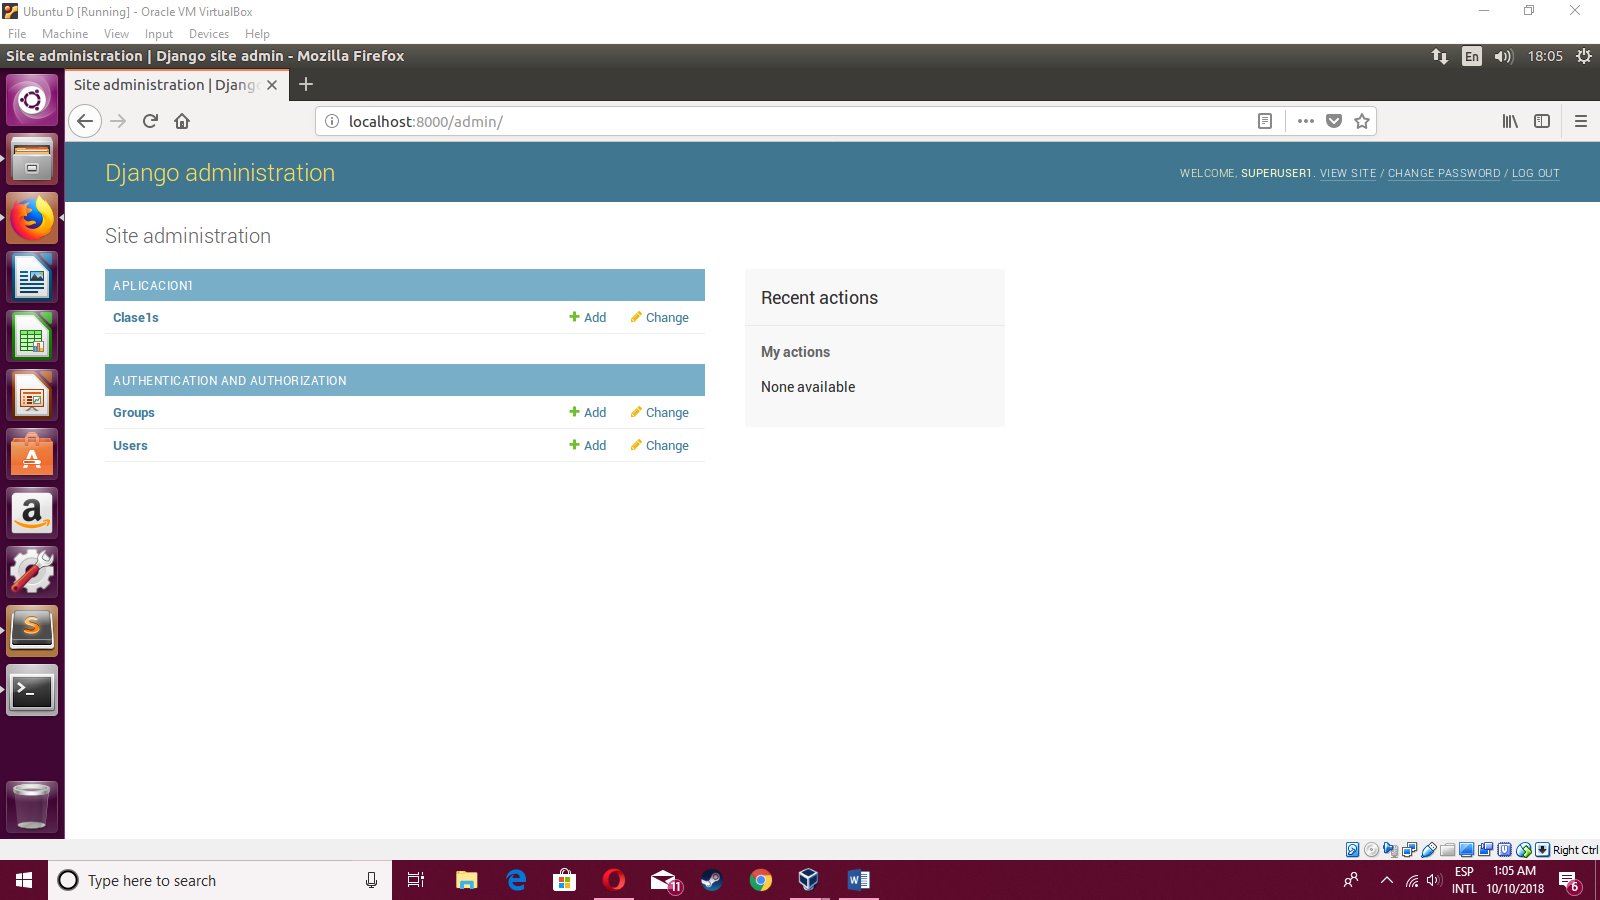 Ubuntu D [Running] - Oracle VM VirtualBox
File Machine View Input Devices Help
Site administration | Django site admin - Mozilla Firefox
En
18:05
Site administration | Djang
localhost:8000/admin/
Django administration
WELCOME, SUPERUSER1. VIEW SITE / CHANGE PASSWORD / LOG OUT
Site administration
APLICACION1
Clase1s Add Change
AUTHENTICATION AND AUTHORIZATION
Groups Add Change
Users Add Change
Recent actions
My actions
None available
Right Ctrl
Type here to search
11
ESP
INTL
1:05 AM
10/10/2018
6